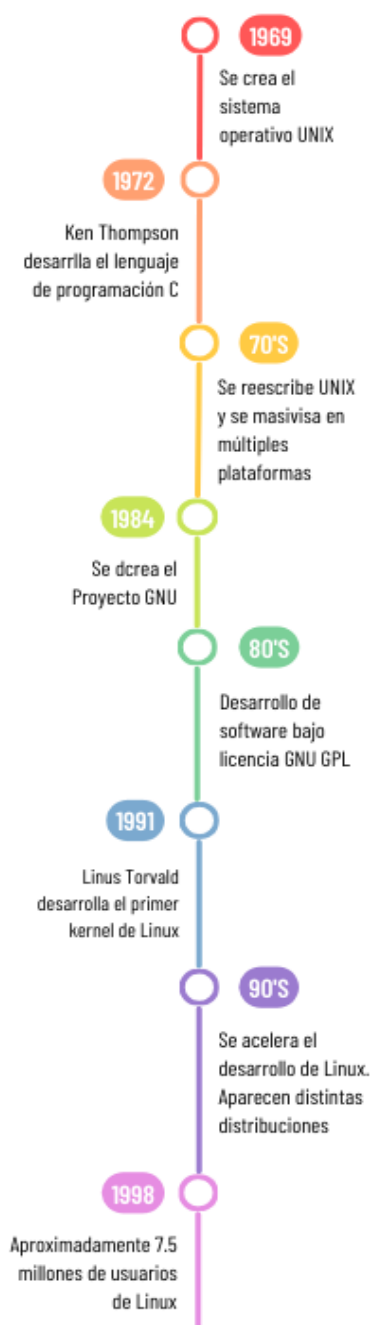 1969
Se crea el
sistema
operativo UNIX
1972
Ken Thompson
desarrlla el lenguaje
de programación C
70'S
Se reescribe UNIX
y se masivisa en
múltiples
plataformas
1984
Se dcrea el
Proyecto GNU
80'S
Desarrollo de
software bajo
licencia GNU GPL
1991
Linus Torvald
desarrolla el primer
kernel de Linux
90'S
Se acelera el
desarrollo de Linux.
Aparecen distintas
distribuciones
1998
Aproximadamente 7.5
millones de usuarios
de Linux